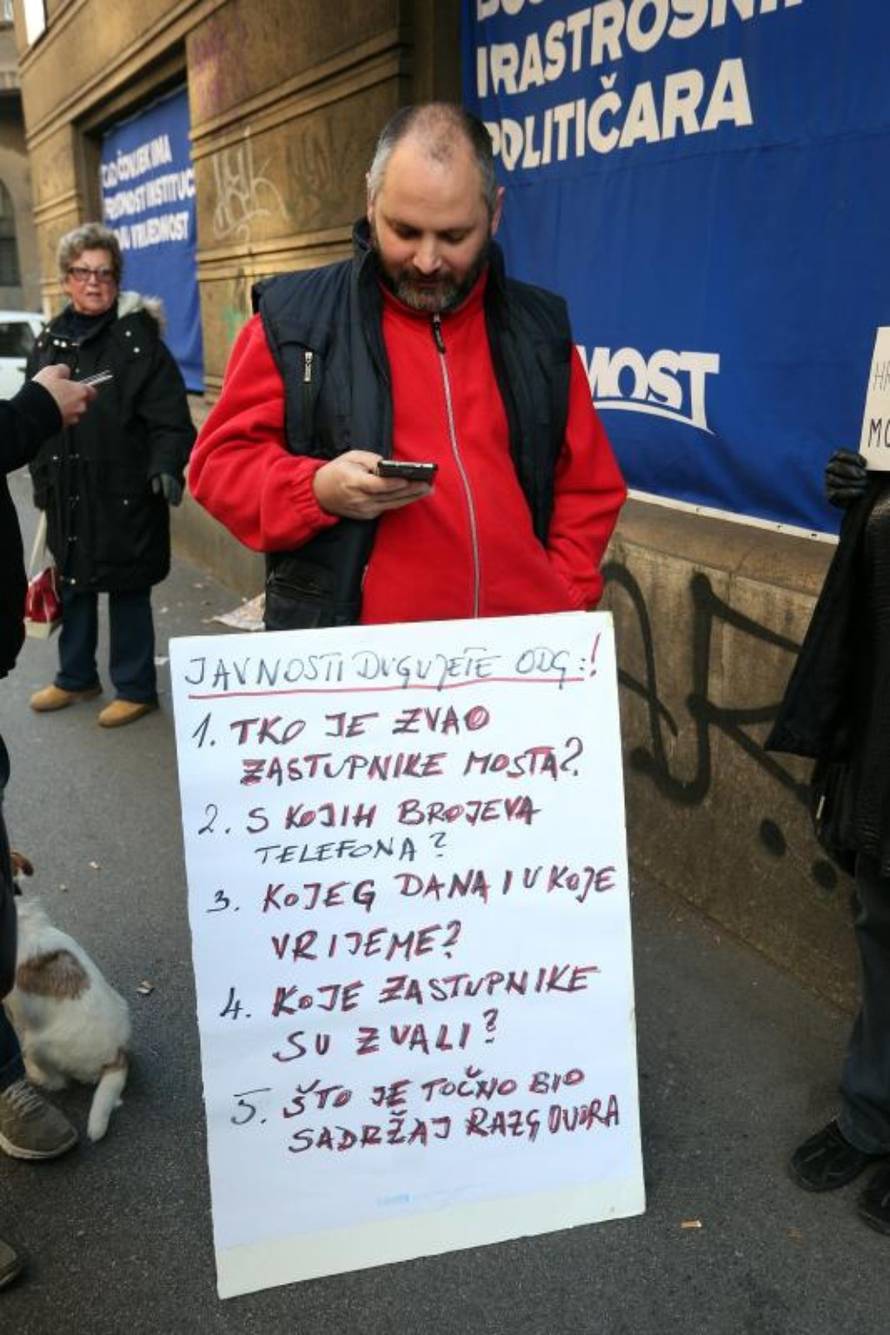 I RASTROŠNIH
POLITIČARA
MOST
JAVNOSTI DUGUJETE ODG:!
1. TKO JE ZVAO
ZASTUPNIKE MOSTA?
2. S KOJIH BROJEVA
TELEFONA?
3. KOJEG DANA I U KOJE
VRIJEME?
4. KOJE ZASTUPNIKE
SU ZVALI?
5. ŠTO JE TOČNO BIO
SADRŽAJ RAZGOVORA